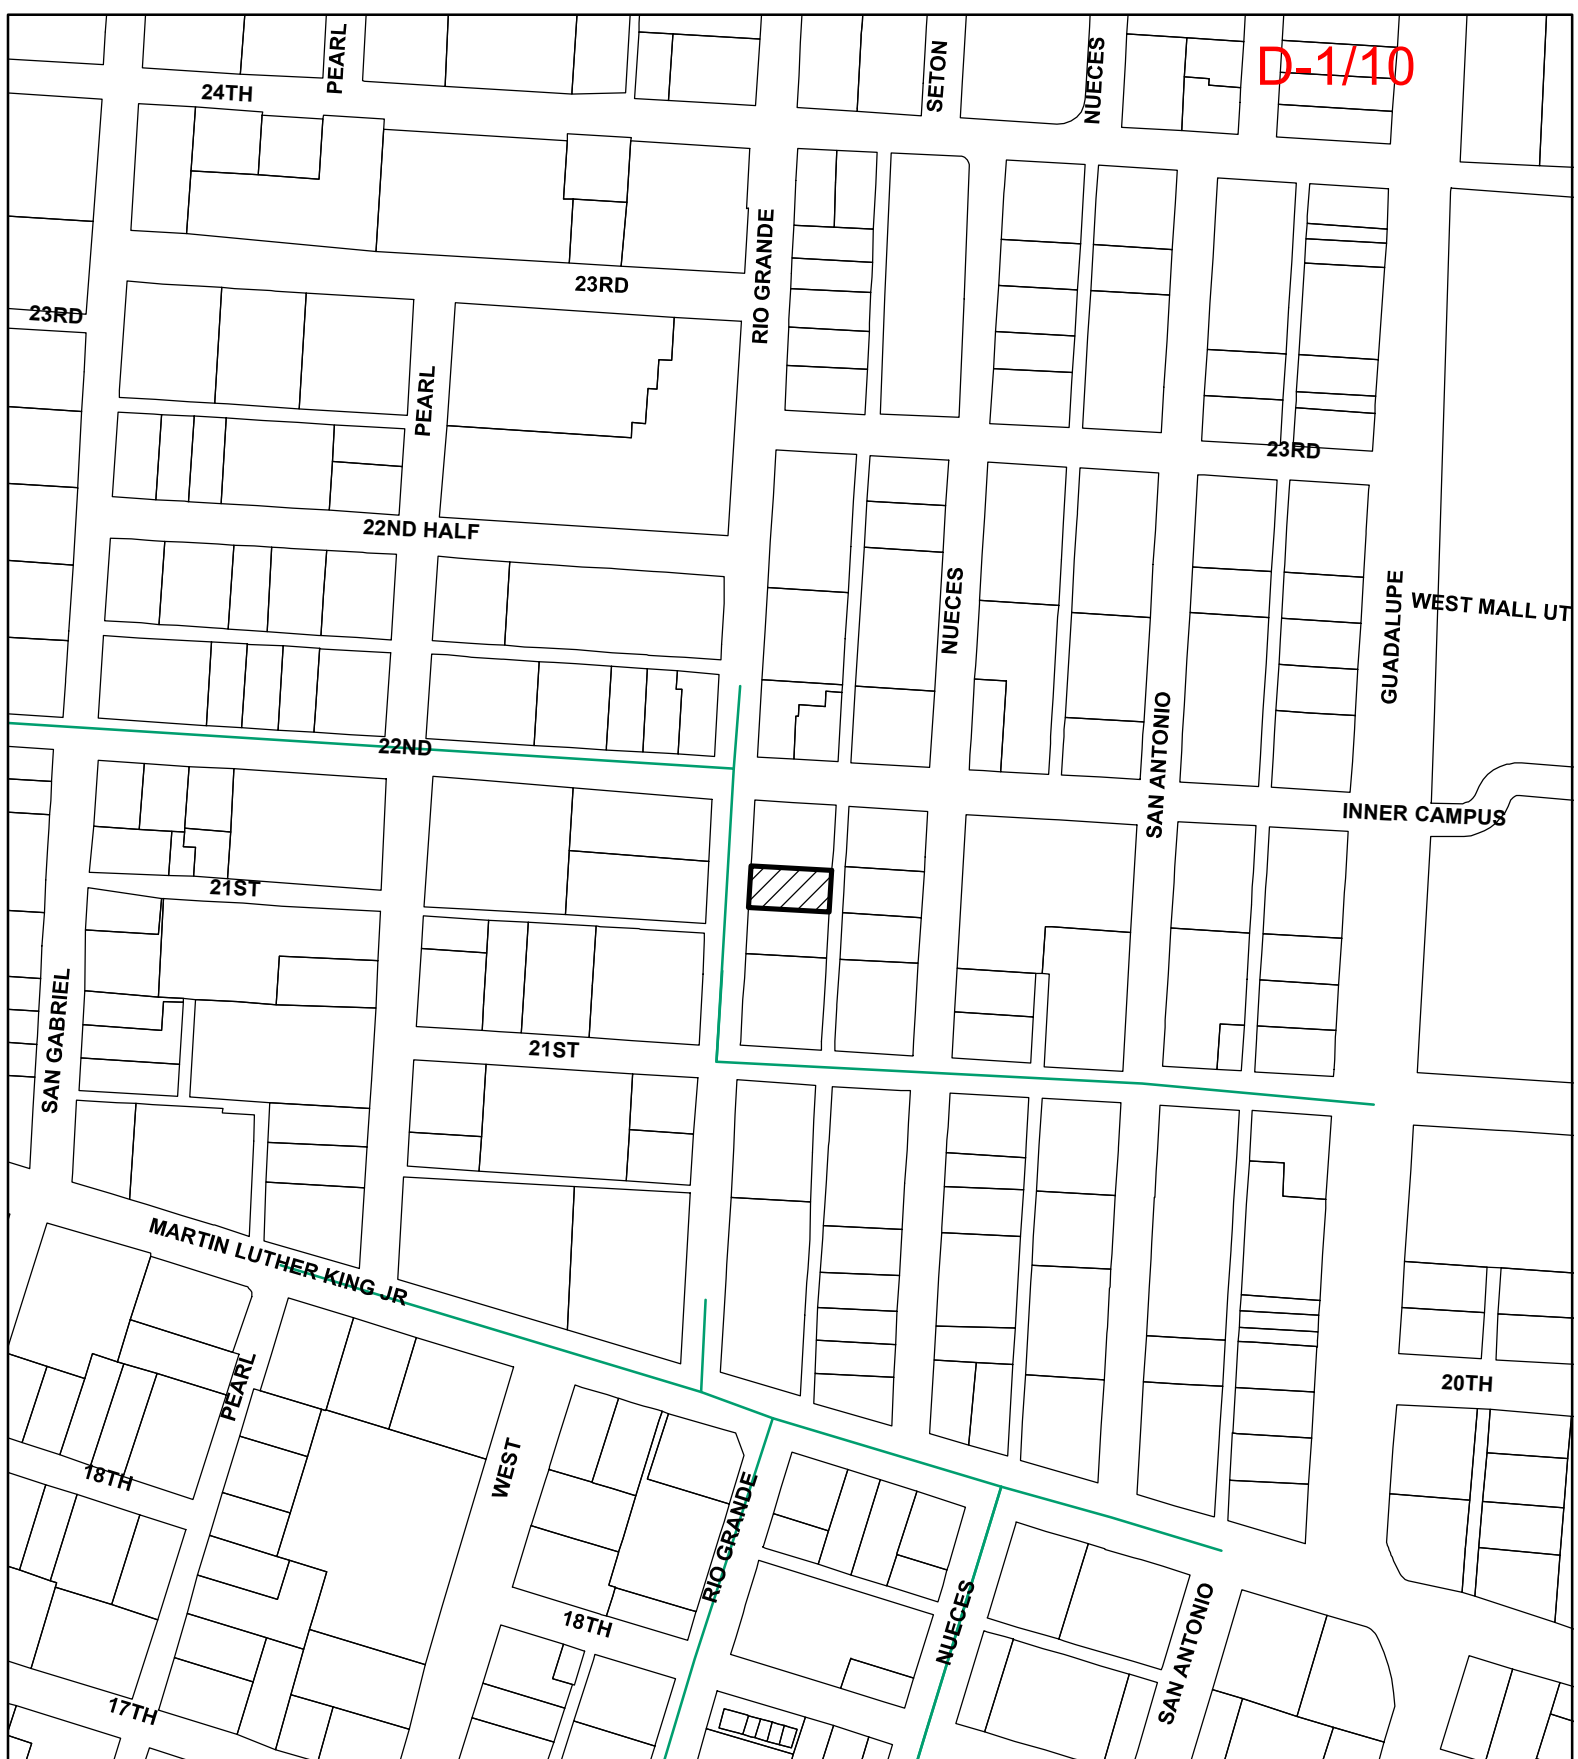 PEARL
SETON
NUECES
D-1/10
24TH
RIO GRANDE
23RD
23RD
PEARL
23RD
22ND HALF
NUECES
GUADALUPE
WEST MALL UT
22ND
SAN ANTONIO
INNER CAMPUS
21ST
SAN GABRIEL
21ST
MARTIN LUTHER KING JR
PEARL
20TH
18TH
WEST
RIO GRANDE
NUECES
18TH
SAN ANTONIO
17TH